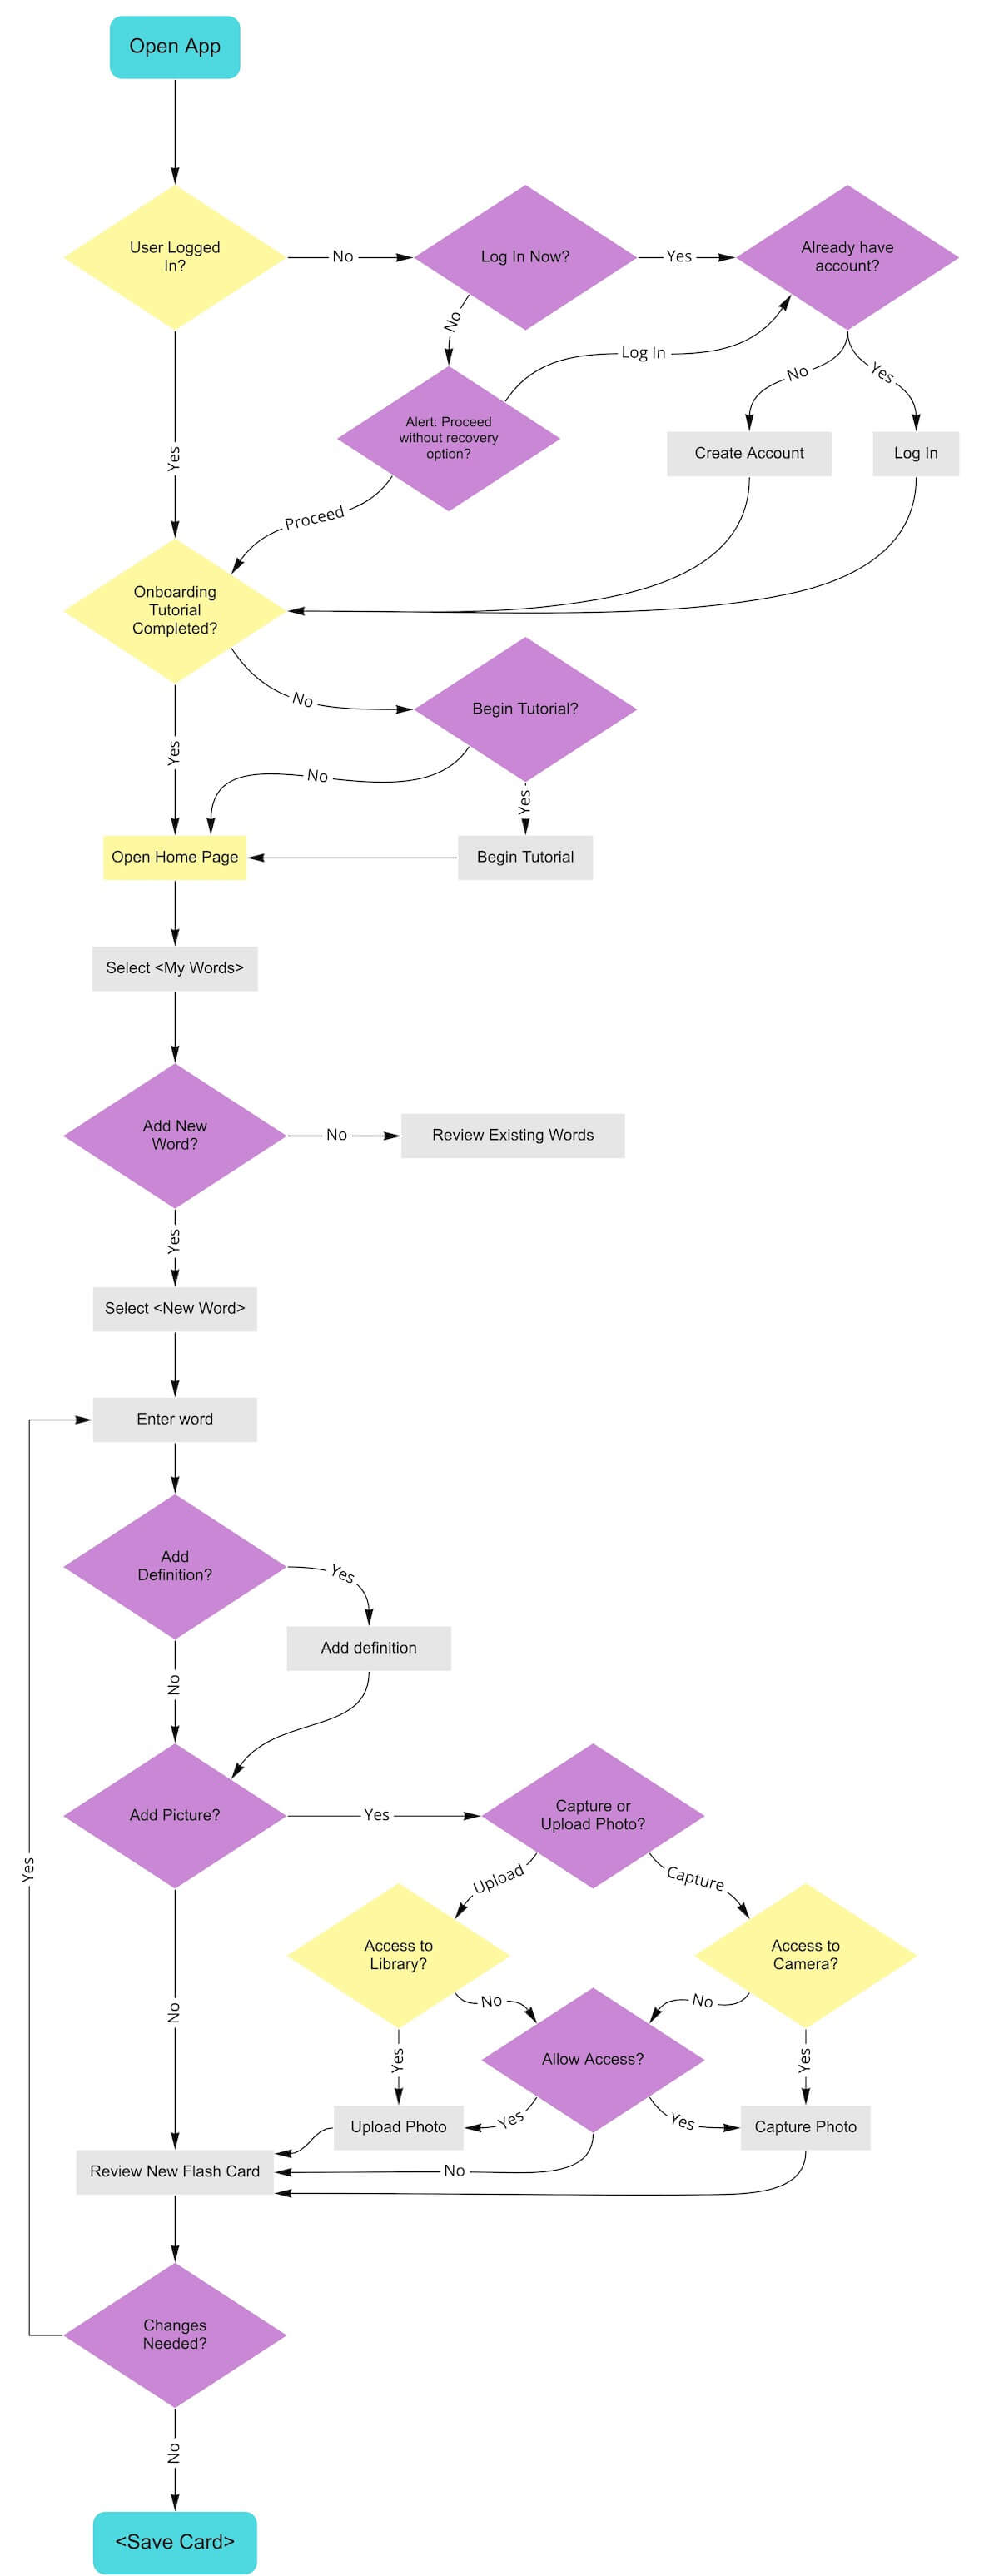 Open App
User Logged
In?
No
Log In Now?
Yes
Already have
account?
No
Log In
No
Yes
Alert: Proceed
without recovery
option?
Create Account
Log In
Yes
Proceed
Onboarding
Tutorial
Completed?
No
Begin Tutorial?
Yes
No
Yes
Open Home Page
Begin Tutorial
Select <My Words>
Add New
Word?
No
Review Existing Words
Yes
Select <New Word>
Enter word
Add
Definition?
Yes
Add definition
No
Add Picture?
Yes
Capture or
Upload Photo?
Yes
Upload
Capture
Access to
Library?
Access to
Camera?
No
No
No
Yes
Allow Access?
Yes
Upload Photo
Yes
Yes
Capture Photo
Review New Flash Card
No
Changes
Needed?
No
<Save Card>